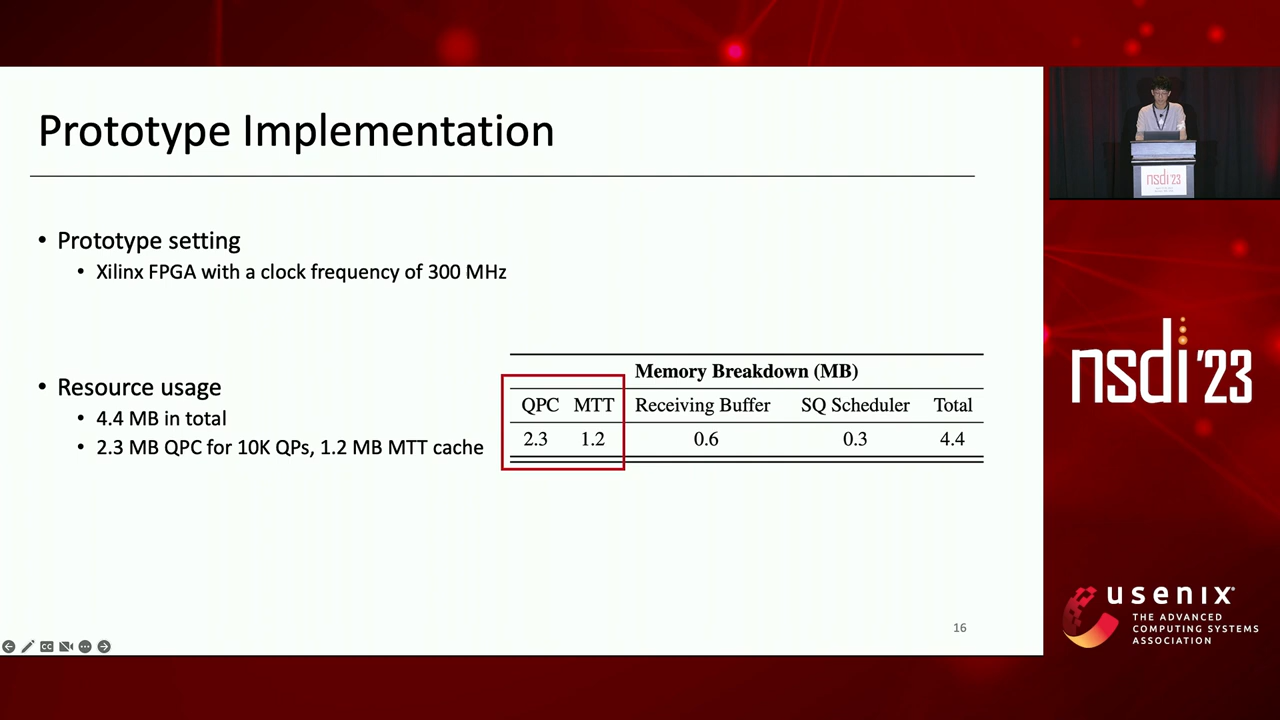 Prototype Implementation
• Prototype setting
• Xilinx FPGA with a clock frequency of 300 MHz
• Resource usage
• 4.4 MB in total
• 2.3 MB QPC for 10K QPs, 1.2 MB MTT cache
Memory Breakdown (MB)
QPC MTT Receiving Buffer SQ Scheduler Total
2.3 1.2 0.6 0.3 4.4
16
nsdi '23
nsdi '23
usenix
THE ADVANCED
COMPUTING SYSTEMS
ASSOCIATION